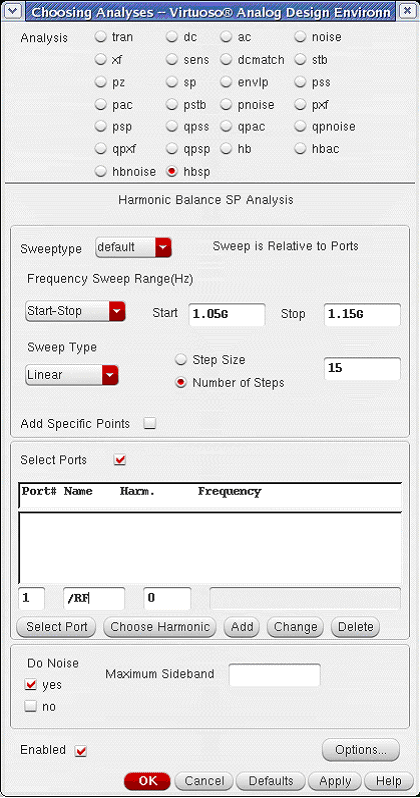 Choosing Analyses – Virtuoso® Analog Design Environn
Analysis tran dc ac noise
xf sens dcmatch stb
pz sp envlp pss
pac pstb pnoise pxf
psp qpss qpac qpnoise
qpxf qpsp hb hbac
hbnoise hbsp
Harmonic Balance SP Analysis
Sweeptype default Sweep is Relative to Ports
Frequency Sweep Range(Hz)
Start-Stop Start 1.05G Stop 1.15G
Sweep Type
Step Size
Linear 15
Number of Steps
Add Specific Points
Select Ports
Port# Name Harm. Frequency
1 /RF 0
Select Port Choose Harmonic Add Change Delete
Do Noise
Maximum Sideband
yes
no
Enabled Options...
OK Cancel Defaults Apply Help